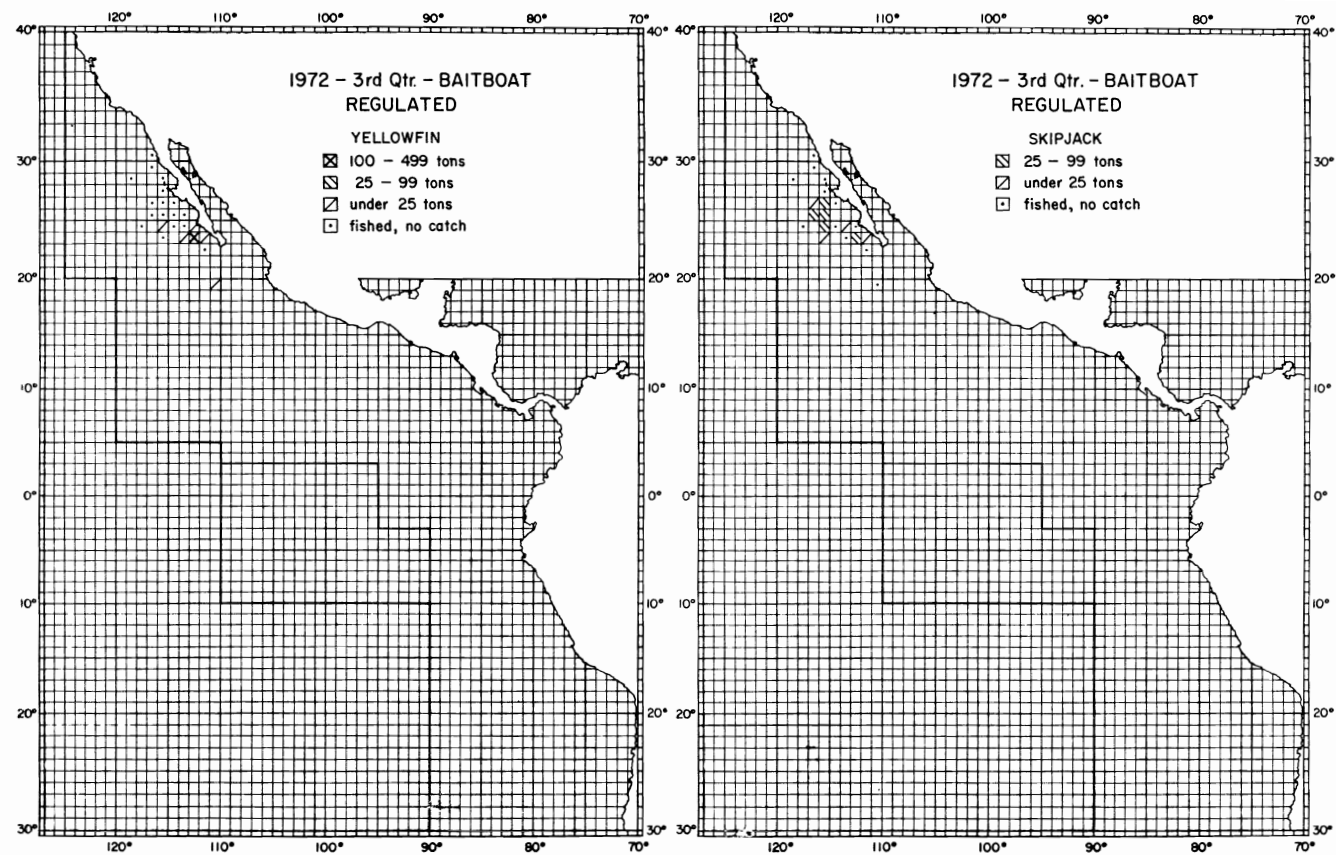 120° 110° 100° 90° 80° 70°
40° 40°
1972 – 3rd Qtr. – BAITBOAT
REGULATED
YELLOWFIN
100 – 499 tons
25 – 99 tons
under 25 tons
fished, no catch
30° 30°
20° 20°
10° 10°
0° 0°
10° 10°
20° 20°
30° 30°
120° 110° 100° 90° 80° 70°
120° 110° 100° 90° 80° 70°
40° 40°
1972 – 3rd Qtr. – BAITBOAT
REGULATED
SKIPJACK
25 – 99 tons
under 25 tons
fished, no catch
30° 30°
20° 20°
10° 10°
0° 0°
10° 10°
20° 20°
30° 30°
120° 110° 100° 90° 80° 70°